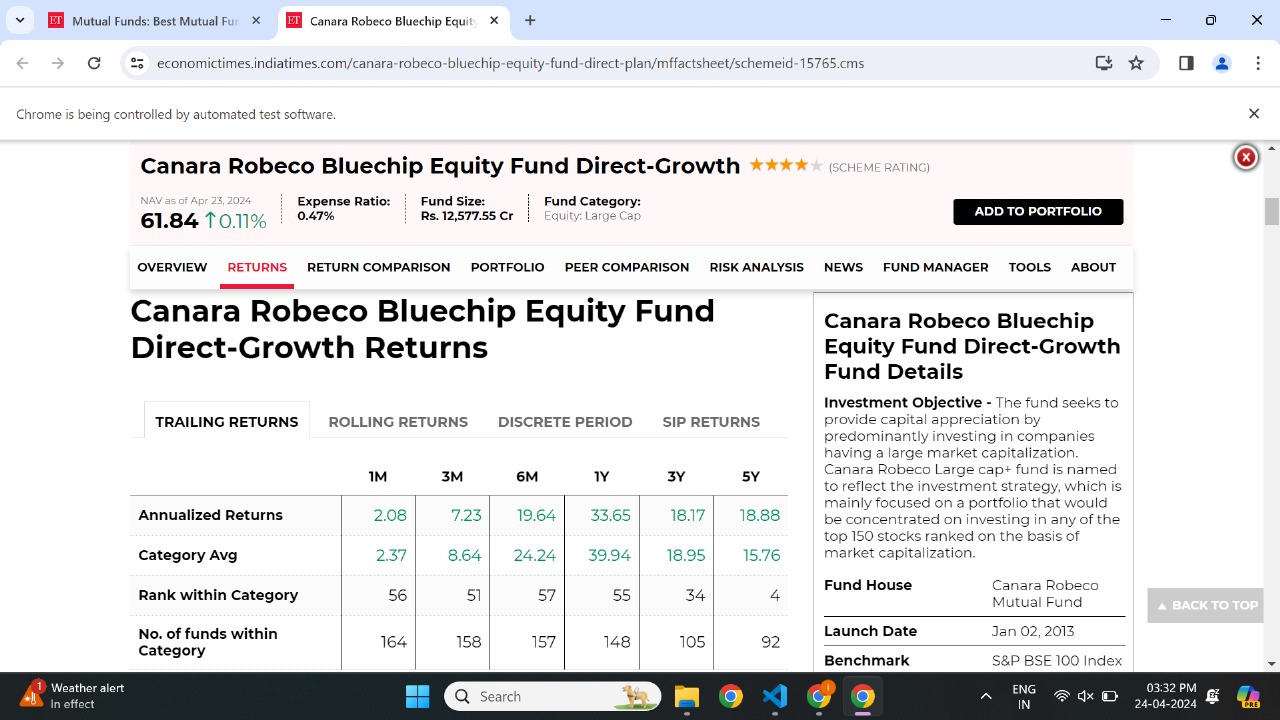 Mutual Funds: Best Mutual Fu
Canara Robeco Bluechip Equity
economictimes.indiatimes.com/canara-robeco-bluechip-equity-fund-direct-plan/mffactsheet/schemeid-15765.cms
Chrome is being controlled by automated test software.
Canara Robeco Bluechip Equity Fund Direct-Growth (SCHEME RATING)
NAV as of Apr 23, 2024
61.84 ↑0.11%
Expense Ratio:
0.47%
Fund Size:
Rs. 12,577.55 Cr
Fund Category:
Equity: Large Cap
ADD TO PORTFOLIO
OVERVIEW RETURNS RETURN COMPARISON PORTFOLIO PEER COMPARISON RISK ANALYSIS NEWS FUND MANAGER TOOLS ABOUT
Canara Robeco Bluechip Equity Fund
Direct-Growth Returns
TRAILING RETURNS ROLLING RETURNS DISCRETE PERIOD SIP RETURNS
1M 3M 6M 1Y 3Y 5Y
Annualized Returns 2.08 7.23 19.64 33.65 18.17 18.88
Category Avg 2.37 8.64 24.24 39.94 18.95 15.76
Rank within Category 56 51 57 55 34 4
No. of funds within
Category 164 158 157 148 105 92
Canara Robeco Bluechip
Equity Fund Direct-Growth
Fund Details
Investment Objective - The fund seeks to
provide capital appreciation by
predominantly investing in companies
having a large market capitalization.
Canara Robeco Large cap+ fund is named
to reflect the investment strategy, which is
mainly focused on a portfolio that would
be concentrated on investing in any of the
top 150 stocks ranked on the basis of
market capitalization.
Fund House Canara Robeco
Mutual Fund
Launch Date Jan 02, 2013
Benchmark S&P BSE 100 Index
▲ BACK TO TOP
1
Weather alert
In effect
Search
1
ENG
IN
03:32 PM
24-04-2024
PRE